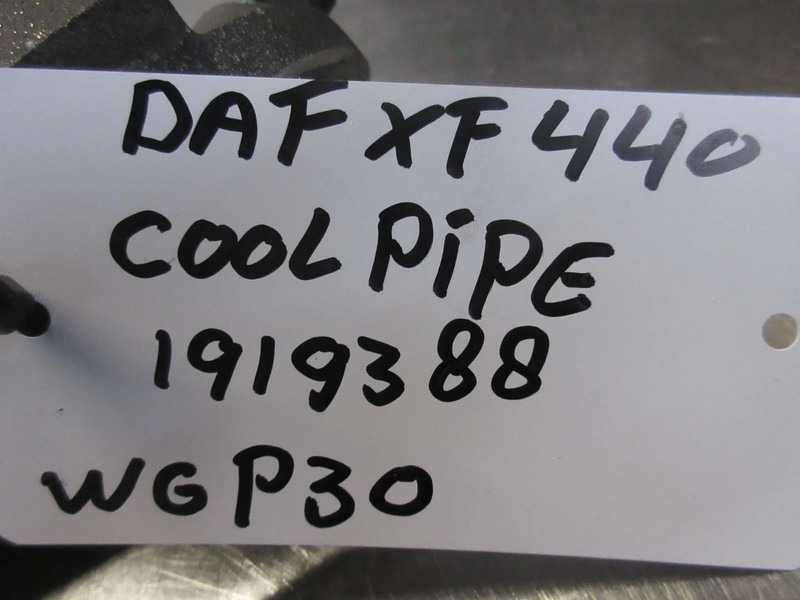 DAF XF 440
COOL PiPE
1919388
WGP30